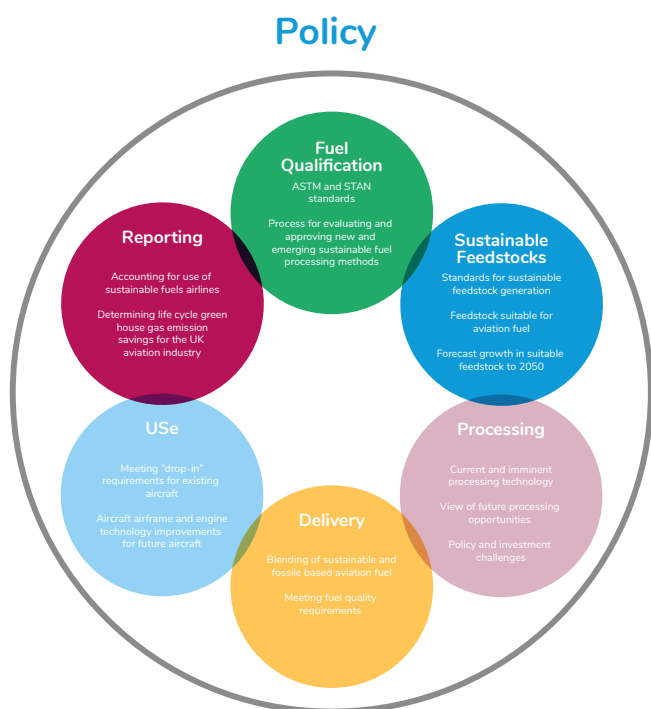 Policy
Fuel
Qualification
ASTM and STAN
standards
Process for evaluating and
approving new and
emerging sustainable fuel
processing methods
Sustainable
Feedstocks
Standards for sustainable
feedstock generation
Feedstock suitable for
aviation fuel
Forecast growth in suitable
feedstock to 2050
Processing
Current and imminent
processing technology
View of future processing
opportunities
Policy and investment
challenges
Delivery
Blending of sustainable and
fossile based aviation fuel
Meeting fuel quality
requirements
USe
Meeting “drop-in”
requirements for existing
aircraft
Aircraft airframe and engine
technology improvements
for future aircraft
Reporting
Accounting for use of
sustainable fuels airlines
Determining life cycle green
house gas emission
savings for the UK
aviation industry